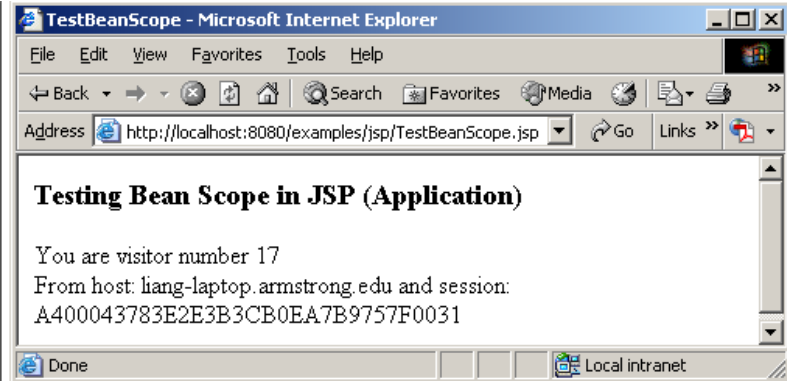 TestBeanScope - Microsoft Internet Explorer
File Edit View Favorites Tools Help
Back Search Favorites Media »
Address http://localhost:8080/examples/jsp/TestBeanScope.jsp Go Links »
Testing Bean Scope in JSP (Application)
You are visitor number 17
From host: liang-laptop.armstrong.edu and session:
A400043783E2E3B3CB0EA7B9757F0031
Done Local intranet